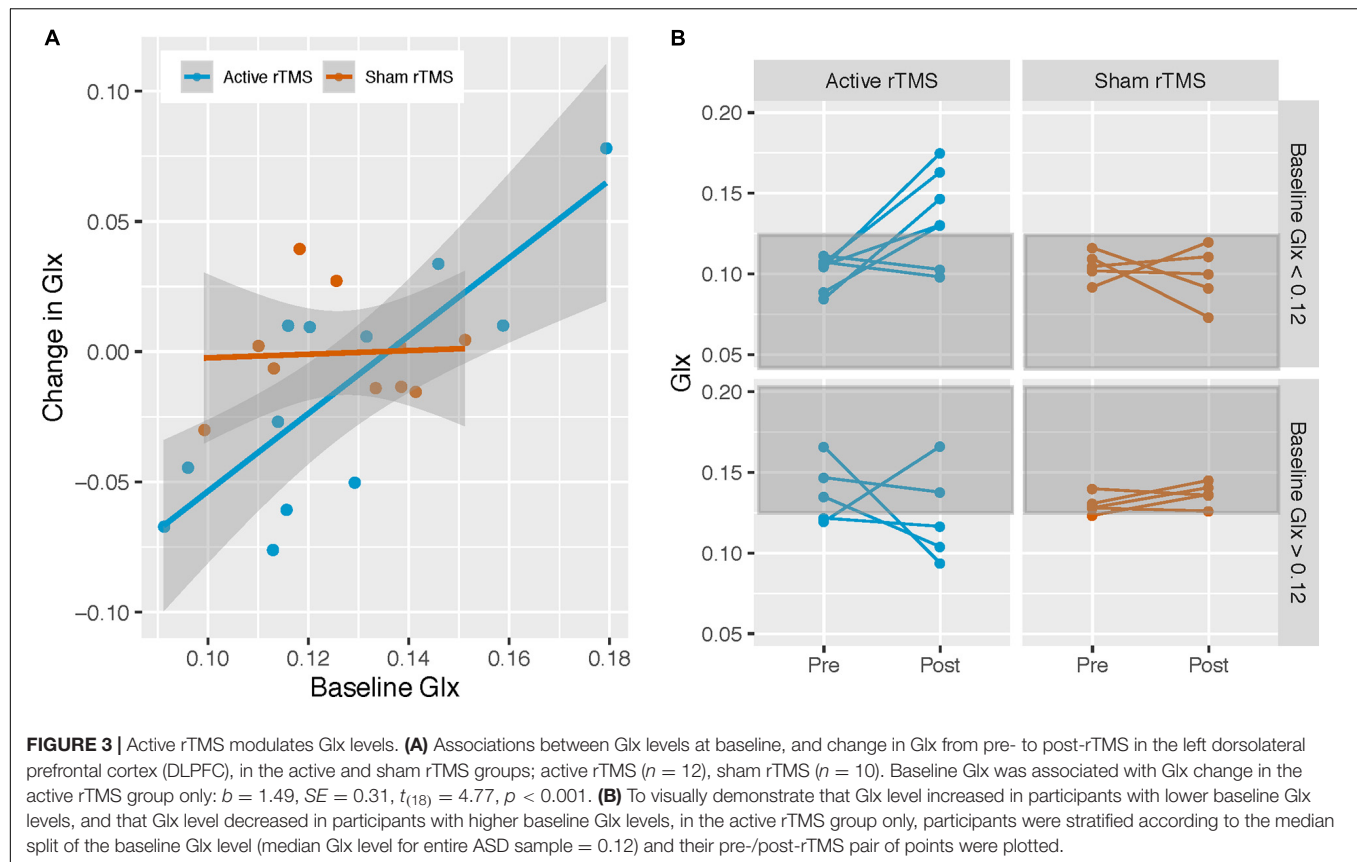 A
Active rTMS Sham rTMS
0.10
0.05
0.00
−0.05
−0.10
Change in Glx
0.10 0.12 0.14 0.16 0.18
Baseline Glx
B
Active rTMS Sham rTMS
0.20
0.15
0.10
0.05
Baseline Glx < 0.12
Glx
0.20
0.15
0.10
0.05
Baseline Glx > 0.12
Pre Post Pre Post
FIGURE 3 | Active rTMS modulates Glx levels. (A) Associations between Glx levels at baseline, and change in Glx from pre- to post-rTMS in the left dorsolateral
prefrontal cortex (DLPFC), in the active and sham rTMS groups; active rTMS (n = 12), sham rTMS (n = 10). Baseline Glx was associated with Glx change in the
active rTMS group only: b = 1.49, SE = 0.31, t(18) = 4.77, p < 0.001. (B) To visually demonstrate that Glx level increased in participants with lower baseline Glx
levels, and that Glx level decreased in participants with higher baseline Glx levels, in the active rTMS group only, participants were stratified according to the median
split of the baseline Glx level (median Glx level for entire ASD sample = 0.12) and their pre-/post-rTMS pair of points were plotted.